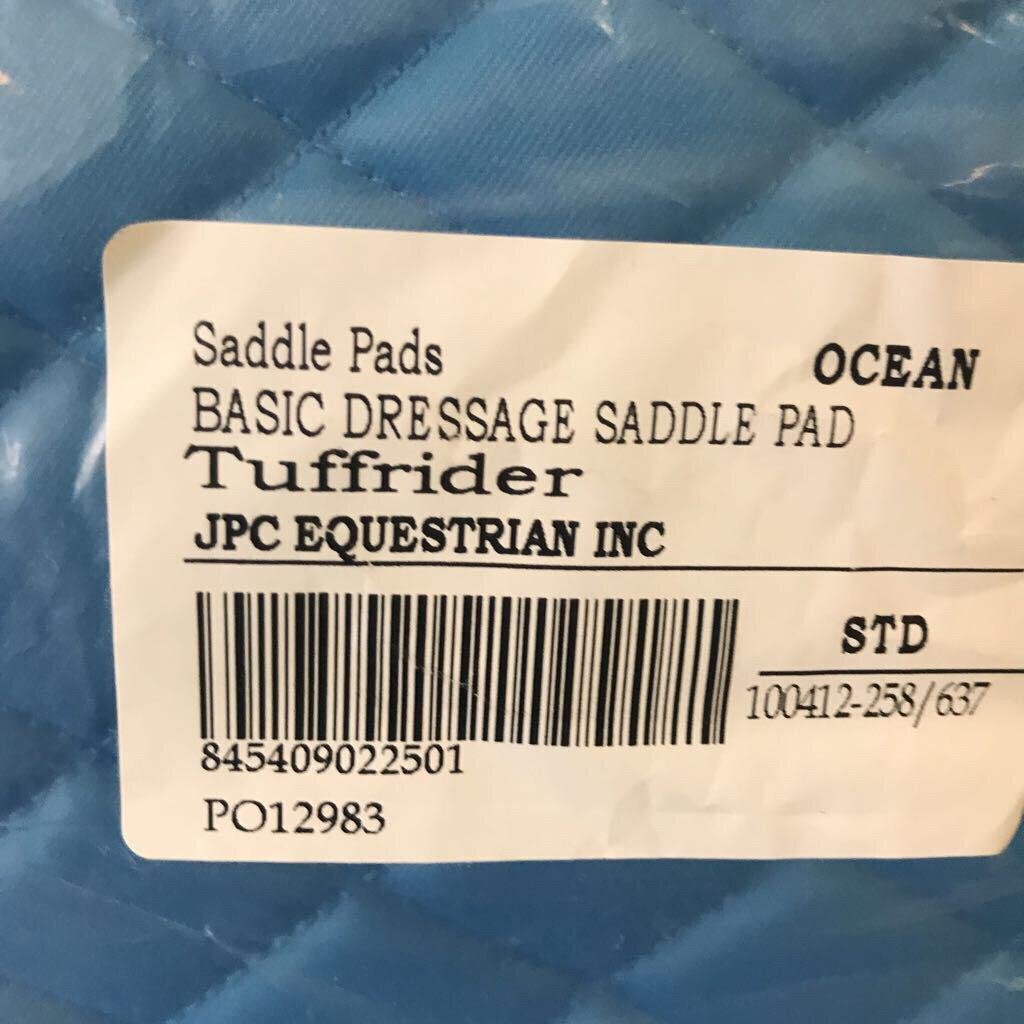 Saddle Pads
OCEAN
BASIC DRESSAGE SADDLE PAD
Tuffrider
JPC EQUESTRIAN INC
STD
100412-258/637
845409022501
PO12983